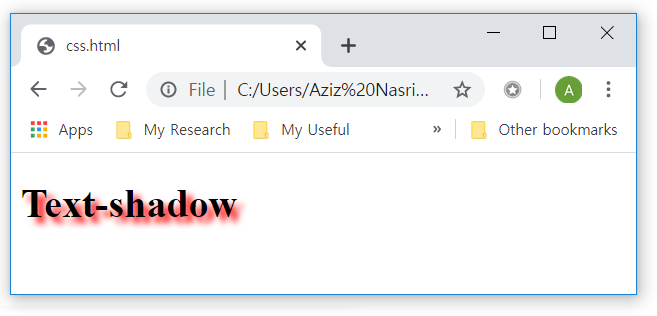 css.html
File | C:/Users/Aziz%20Nasri...
A
Apps My Research My Useful » Other bookmarks
Text-shadow